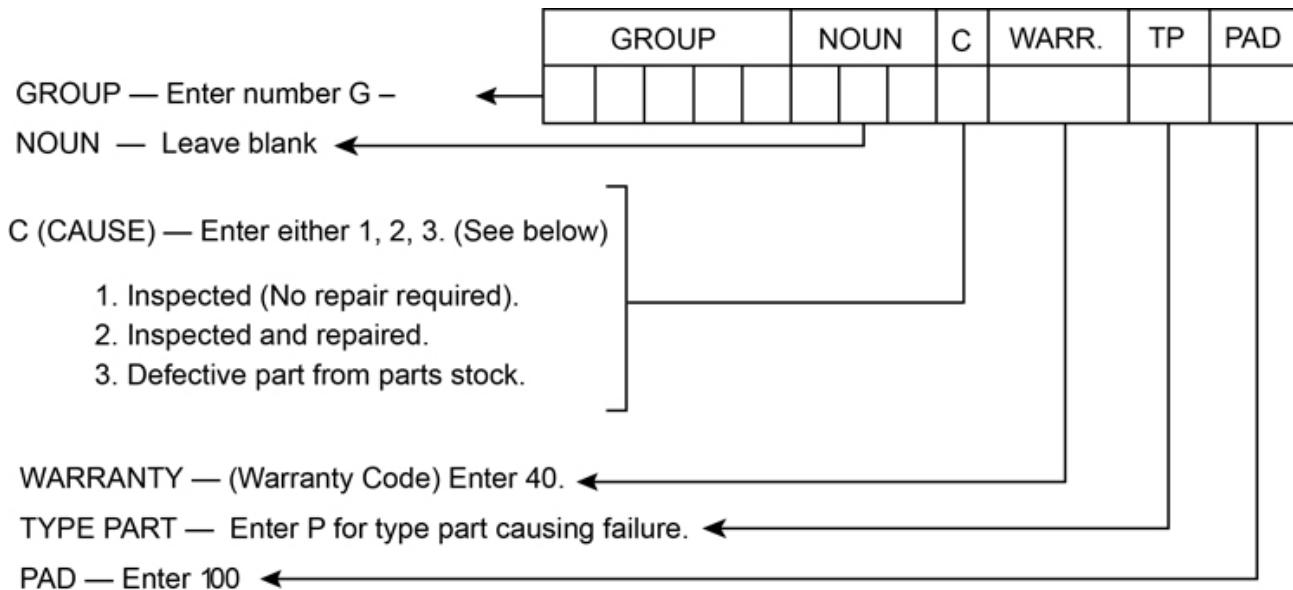 GROUP NOUN C WARR. TP PAD
GROUP — Enter number G –
NOUN — Leave blank
C (CAUSE) — Enter either 1, 2, 3. (See below)
1. Inspected (No repair required).
2. Inspected and repaired.
3. Defective part from parts stock.
WARRANTY — (Warranty Code) Enter 40.
TYPE PART — Enter P for type part causing failure.
PAD — Enter 100